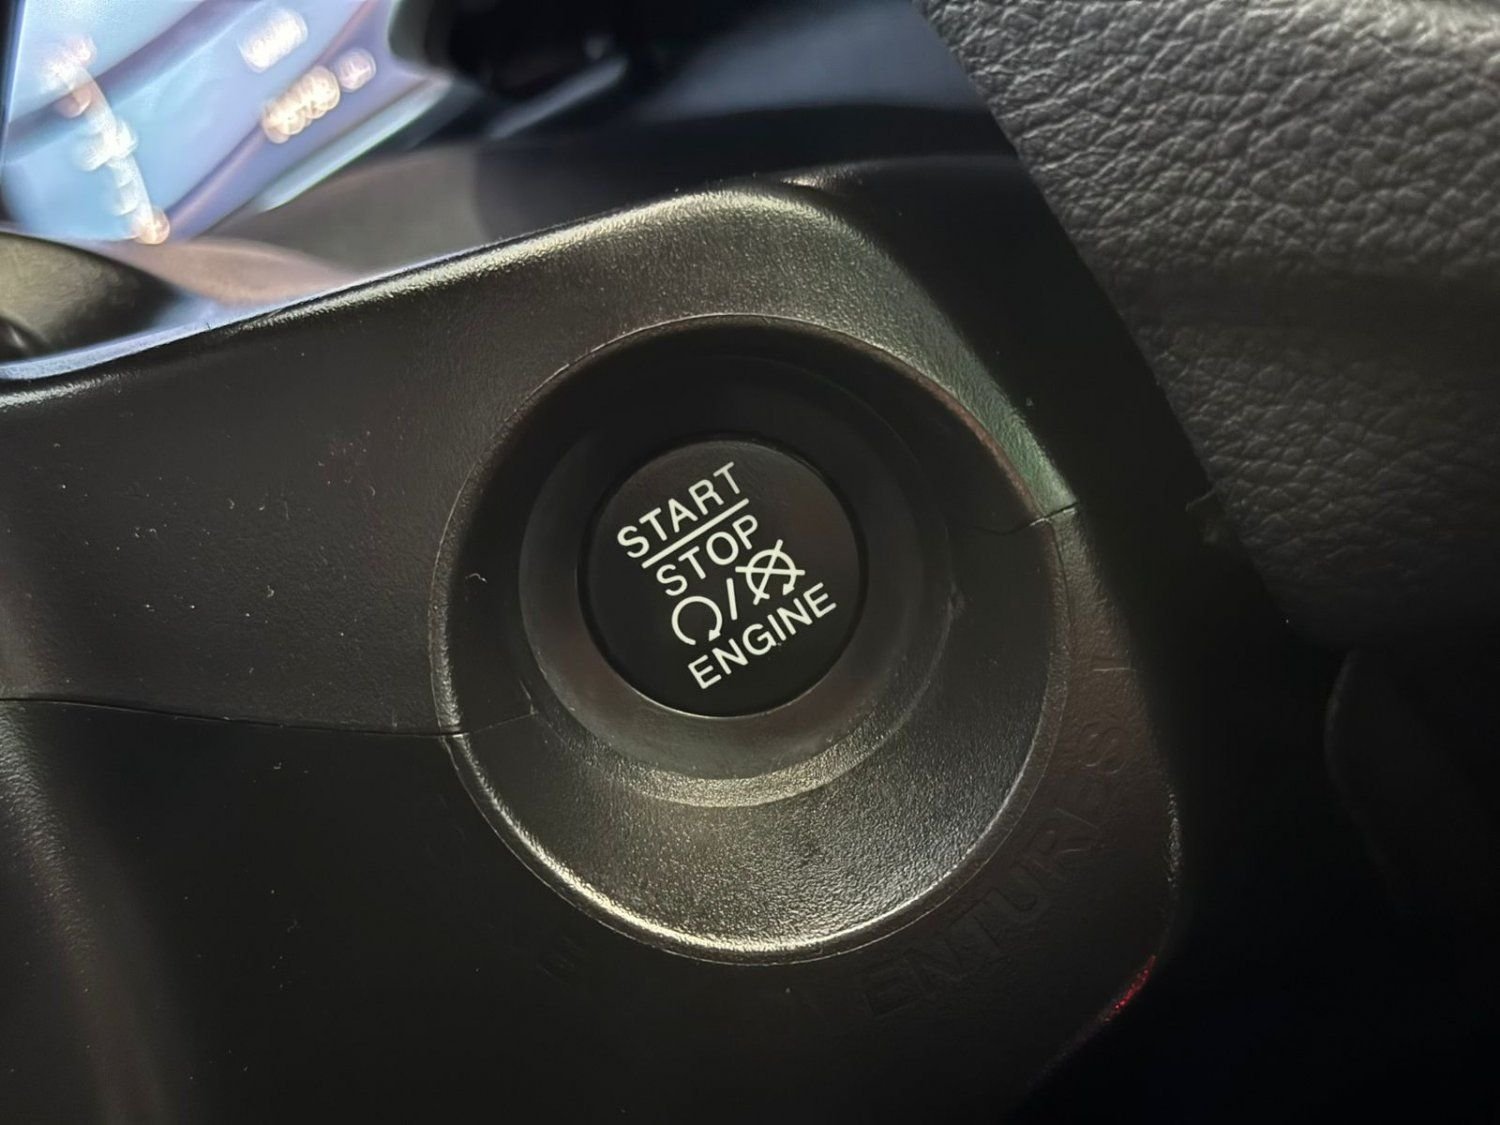 START
STOP
/
ENGINE